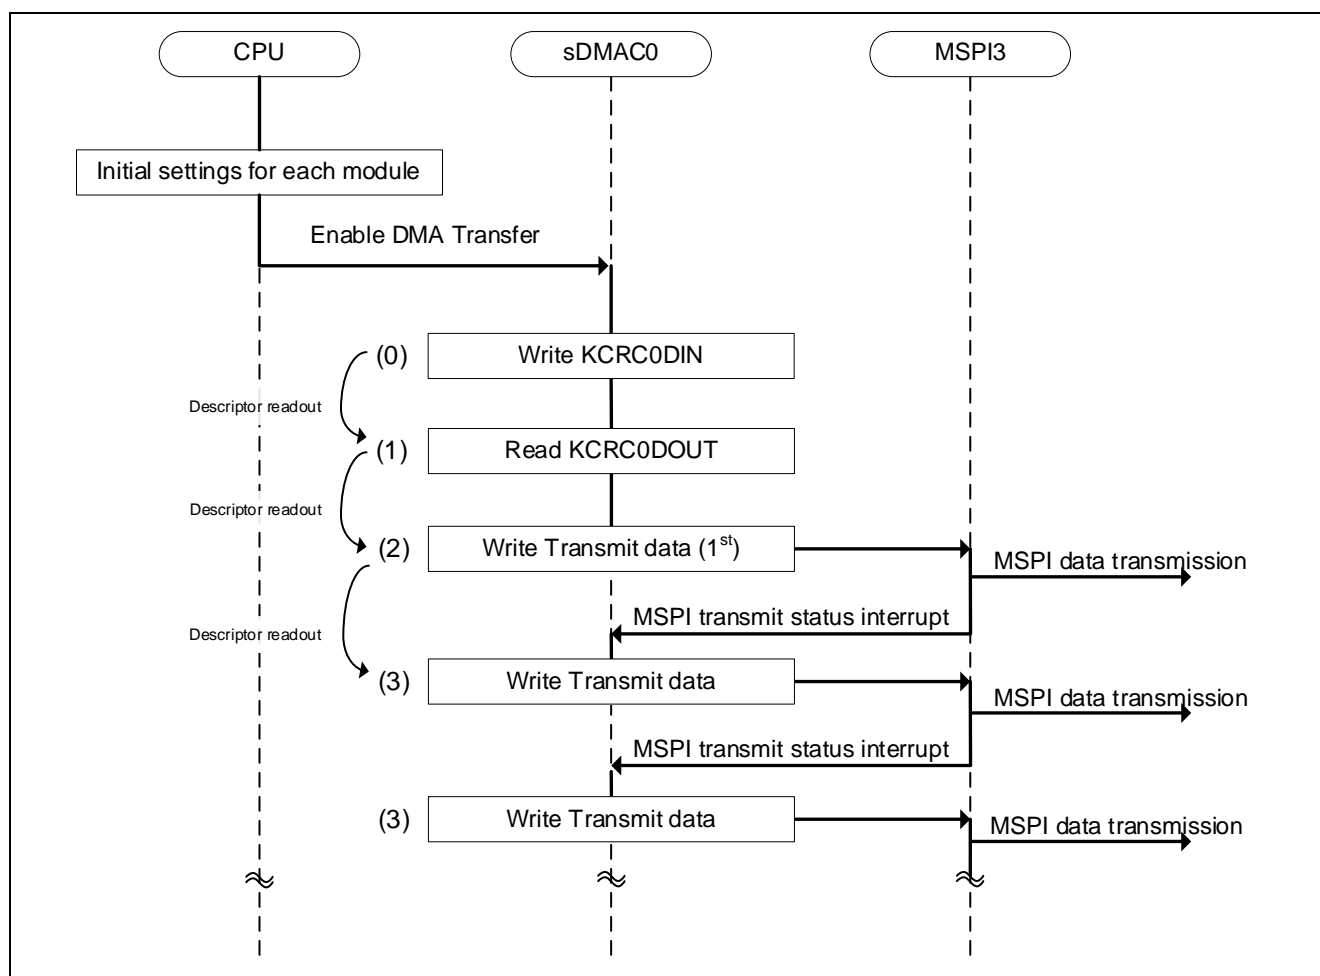 CPU
sDMAC0
MSPI3
Initial settings for each module
Enable DMA Transfer
(0)
Write KCRC0DIN
Descriptor readout
(1)
Read KCRC0DOUT
Descriptor readout
(2)
Write Transmit data (1st)
MSPI data transmission
MSPI transmit status interrupt
Descriptor readout
(3)
Write Transmit data
MSPI data transmission
MSPI transmit status interrupt
(3)
Write Transmit data
MSPI data transmission